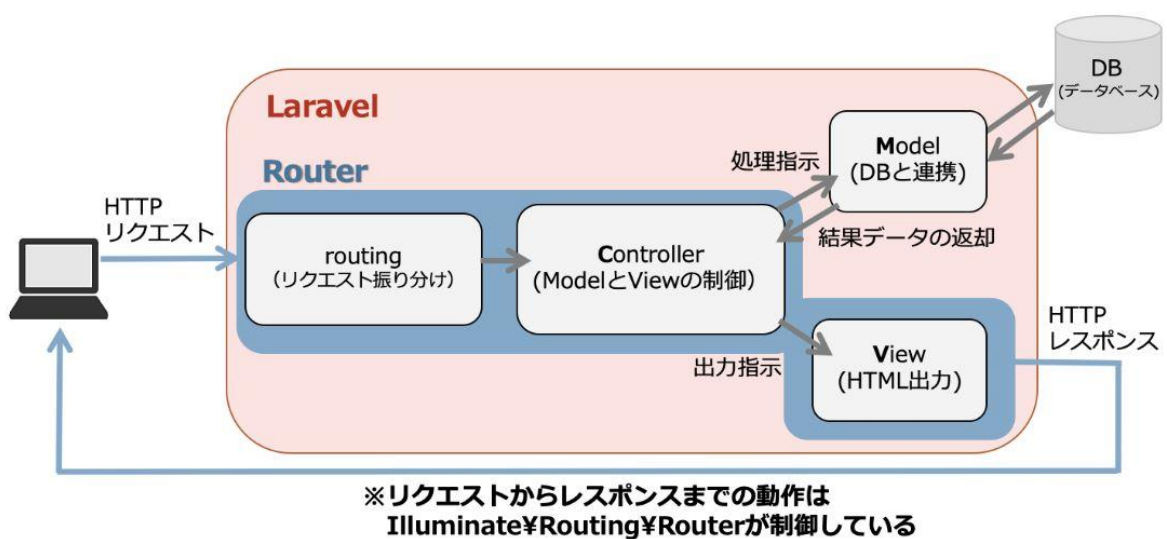 DB
(データベース)
Laravel
Model
(DBと連携)
処理指示
Router
HTTP
リクエスト
routing
(リクエスト振り分け)
Controller
(ModelとViewの制御)
結果データの返却
HTTP
レスポンス
出力指示
View
(HTML出力)
※リクエストからレスポンスまでの動作は
Illuminate¥Routing¥Routerが制御している